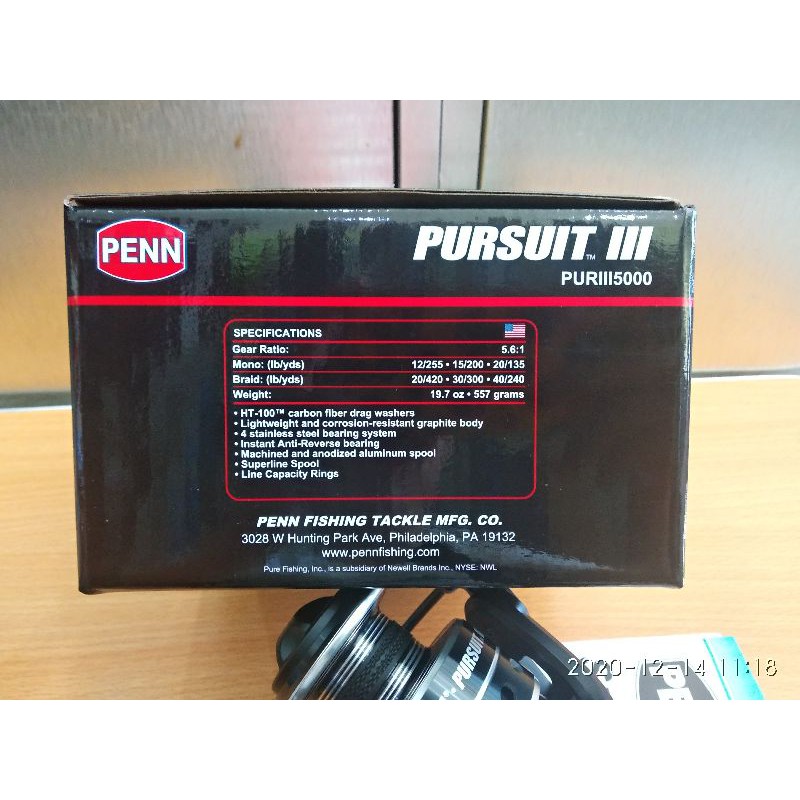 PENN
PURSUIT III
™
PURIII5000
SPECIFICATIONS
Gear Ratio: 5.6:1
Mono: (lb/yds) 12/255 • 15/200 • 20/135
Braid: (lb/yds) 20/420 • 30/300 • 40/240
Weight: 19.7 oz • 557 grams
• HT-100™ carbon fiber drag washers
• Lightweight and corrosion-resistant graphite body
• 4 stainless steel bearing system
• Instant Anti-Reverse bearing
• Machined and anodized aluminum spool
• Superline Spool
• Line Capacity Rings
PENN FISHING TACKLE MFG. CO.
3028 W Hunting Park Ave, Philadelphia, PA 19132
www.pennfishing.com
Pure Fishing, Inc., is a subsidiary of Newell Brands Inc., NYSE: NWL
PURSUIT
2020-12-14 11:18
PE